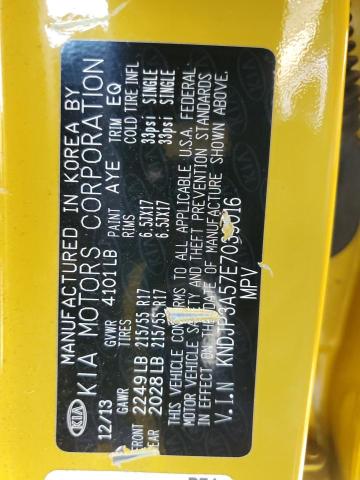 MANUFACTURED IN KOREA BY
KIA MOTORS CORPORATION
KIA
12/13 GVWR 4101LB PAINT AYE TRIM EQ
GAWR TIRES RIMS COLD TIRE INFL
FRONT 2249LB 215/55 R17 6.5JX17 33psi SINGLE
REAR 2028LB 215/55 R17 6.5JX17 33psi SINGLE
THIS VEHICLE CONFORMS TO ALL APPLICABLE U.S.A. FEDERAL
MOTOR VEHICLE SAFETY AND THEFT PREVENTION STANDARDS
IN EFFECT ON THE DATE OF MANUFACTURE SHOWN ABOVE.
V.I.N
MPV